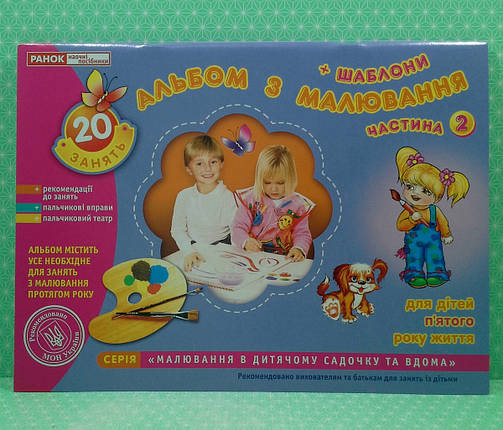 РАНОК наочні посібники
+ ШАБЛОНИ
АЛЬБОМ З МАЛЮВАННЯ
ЧАСТИНА 2
20
ЗАНЯТЬ
+ рекомендації
до занять
+ пальчикові вправи
+ пальчиковий театр
АЛЬБОМ МІСТИТЬ
УСЕ НЕОБХІДНЕ
ДЛЯ ЗАНЯТЬ
З МАЛЮВАННЯ
ПРОТЯГОМ РОКУ
Рекомендовано
МОН України
для дітей
п'ятого
року життя
СЕРІЯ «МАЛЮВАННЯ В ДИТЯЧОМУ САДОЧКУ ТА ВДОМА»
Рекомендовано вихователям та батькам для занять із дітьми